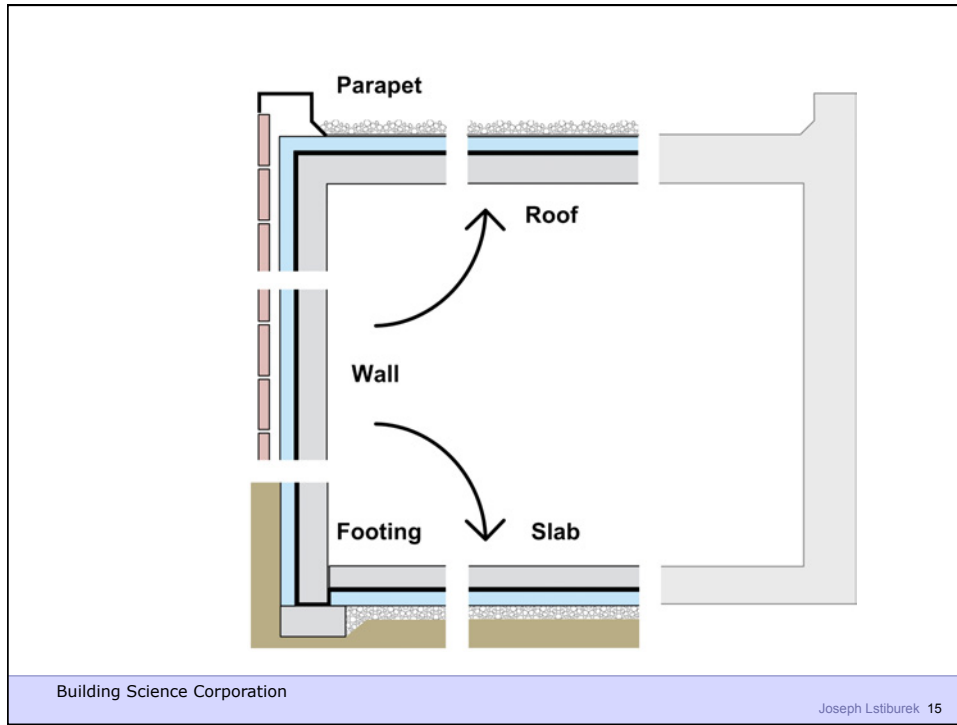 Parapet
Roof
Wall
Footing
Slab
Building Science Corporation
Joseph Lstiburek 15